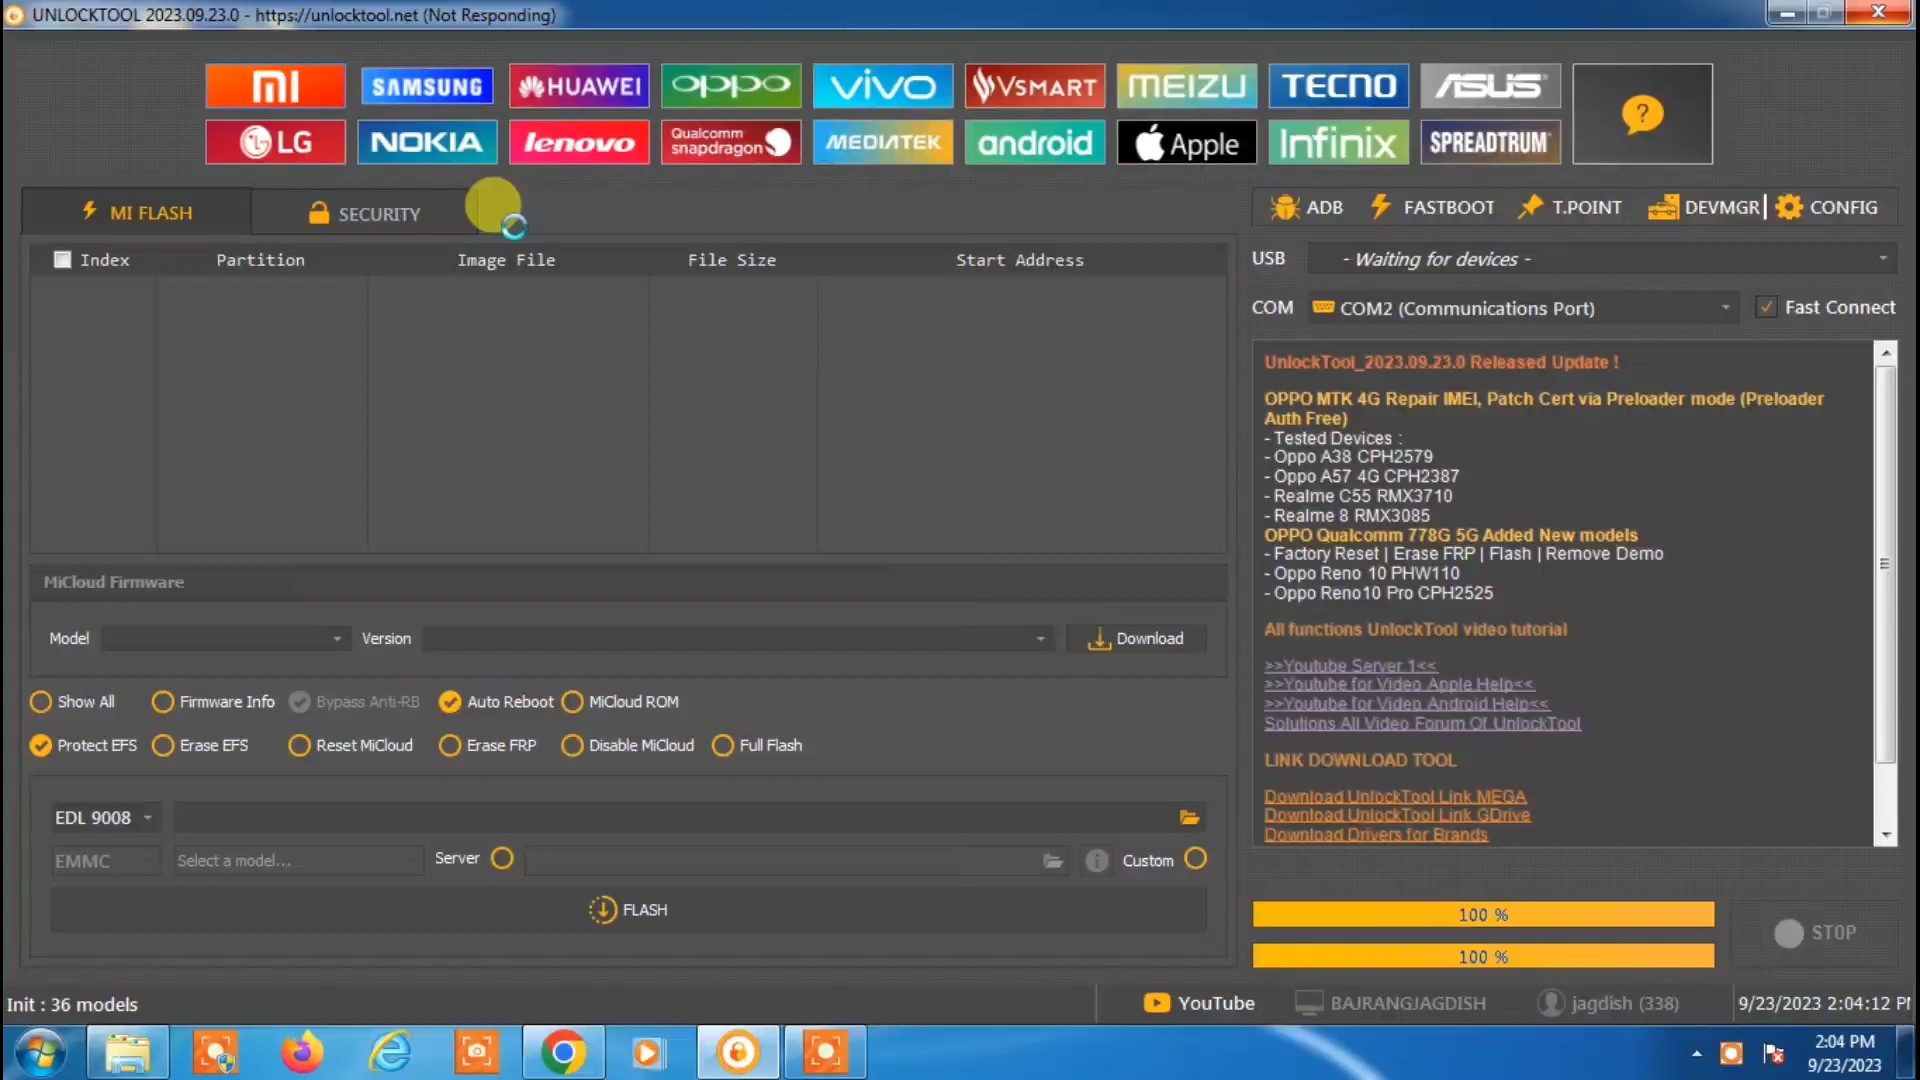 UNLOCKTOOL 2023.09.23.0 - https://unlocktool.net (Not Responding)
MI
SAMSUNG
HUAWEI
oppo
vivo
VSMART
MEIZU
TECNO
ASUS
?
LG
NOKIA
lenovo
Qualcomm
snapdragon
MEDIATEK
android
Apple
Infinix
SPREADTRUM
MI FLASH
SECURITY
ADB
FASTBOOT
T.POINT
DEVMGR
CONFIG
Index Partition Image File File Size Start Address
USB - Waiting for devices -
COM COM2 (Communications Port) Fast Connect
UnlockTool_2023.09.23.0 Released Update !
OPPO MTK 4G Repair IMEI, Patch Cert via Preloader mode (Preloader
Auth Free)
- Tested Devices :
- Oppo A38 CPH2579
- Oppo A57 4G CPH2387
- Realme C55 RMX3710
- Realme 8 RMX3085
OPPO Qualcomm 778G 5G Added New models
- Factory Reset | Erase FRP | Flash | Remove Demo
- Oppo Reno 10 PHW110
- Oppo Reno10 Pro CPH2525
All functions UnlockTool video tutorial
>>Youtube Server 1<<
>>Youtube for Video Apple Help<<
>>Youtube for Video Android Help<<
Solutions All Video Forum Of UnlockTool
LINK DOWNLOAD TOOL
Download UnlockTool Link MEGA
Download UnlockTool Link GDrive
Download Drivers for Brands
MiCloud Firmware
Model Version Download
Show All Firmware Info Bypass Anti-RB Auto Reboot MiCloud ROM
Protect EFS Erase EFS Reset MiCloud Erase FRP Disable MiCloud Full Flash
EDL 9008
EMMC Select a model... Server Custom
FLASH
100 %
100 %
STOP
Init : 36 models
YouTube
BAJRANGJAGDISH
jagdish (338)
9/23/2023 2:04:12 P
2:04 PM
9/23/2023